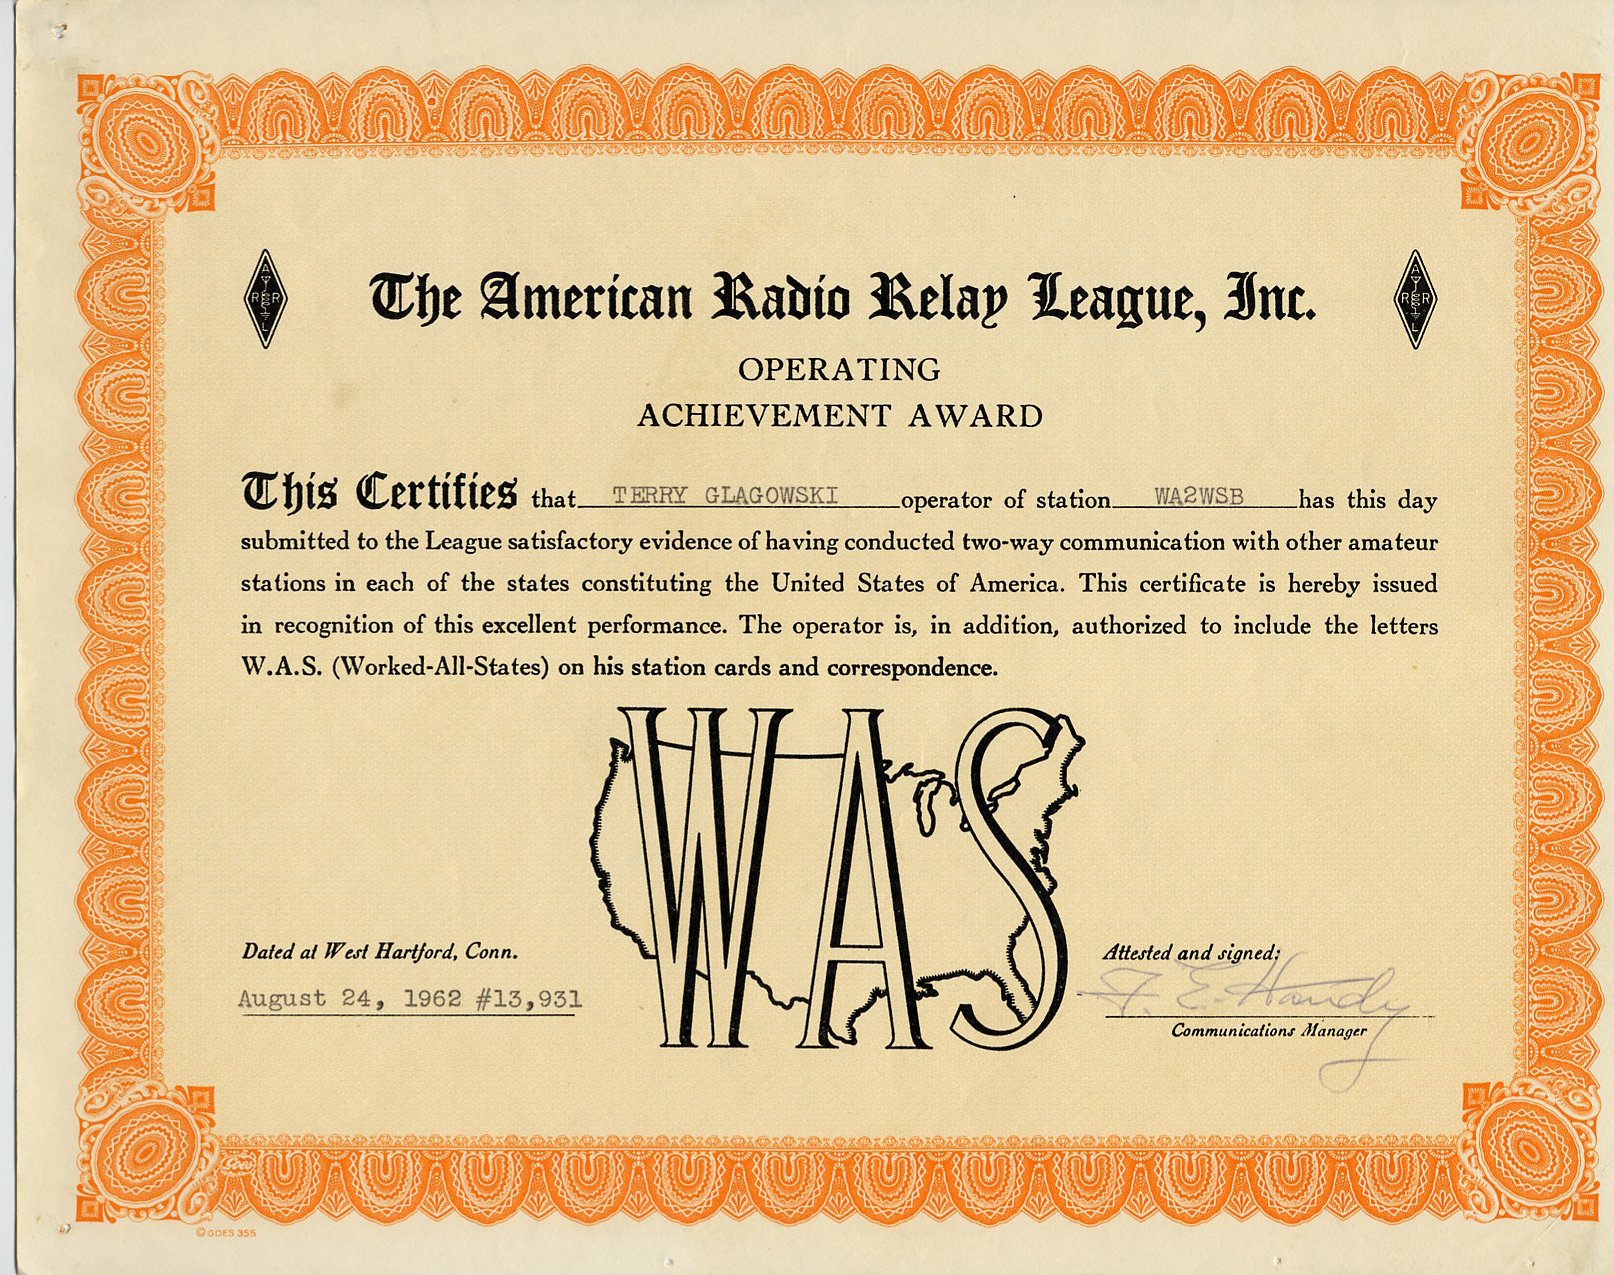 The American Radio Relay League, Inc.
A
R R
L
A
R R
L
OPERATING
ACHIEVEMENT AWARD
This Certifies that TERRY GLAGOWSKI operator of station WA2WSB has this day
submitted to the League satisfactory evidence of having conducted two-way communication with other amateur
stations in each of the states constituting the United States of America. This certificate is hereby issued
in recognition of this excellent performance. The operator is, in addition, authorized to include the letters
W.A.S. (Worked-All-States) on his station cards and correspondence.
WAS
Dated at West Hartford, Conn.
August 24, 1962 #13,931
Attested and signed:
F. E. Handy
Communications Manager
Goes
©GOES 355